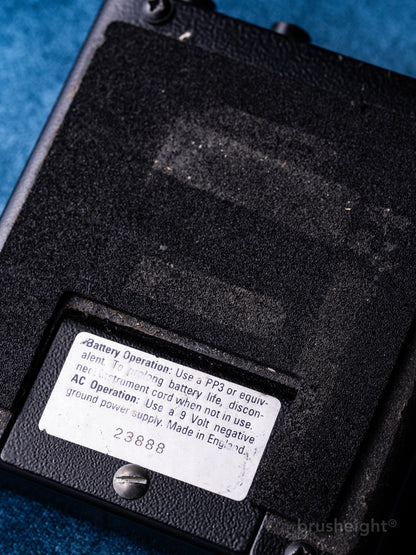 Battery Operation: Use a PP3 or equiv-
alent. To prolong battery life, discon-
nect instrument cord when not in use.
AC Operation: Use a 9 Volt negative
ground power supply. Made in England.
23888
brusheight®